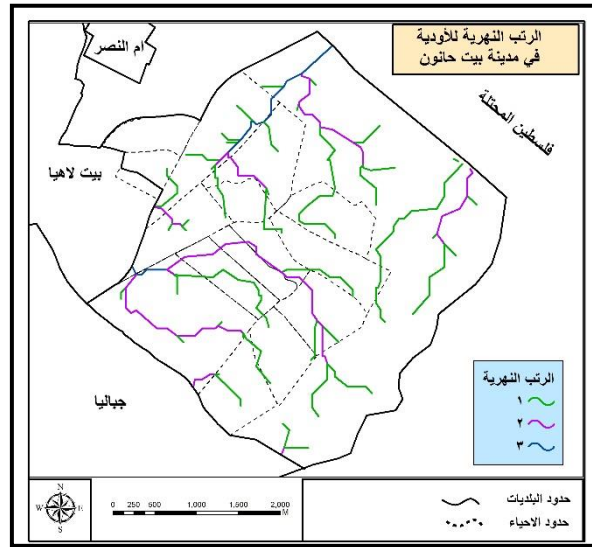 الرتب النهرية للأودية
في مدينة بيت حانون
ام النصر
فلسطين المحتلة
بيت لاهيا
جباليا
الرتب النهرية
١
٢
٣
N
W E
S
0 250 500 1,000 1,500 2,000
M
حدود البلديات
حدود الاحياء